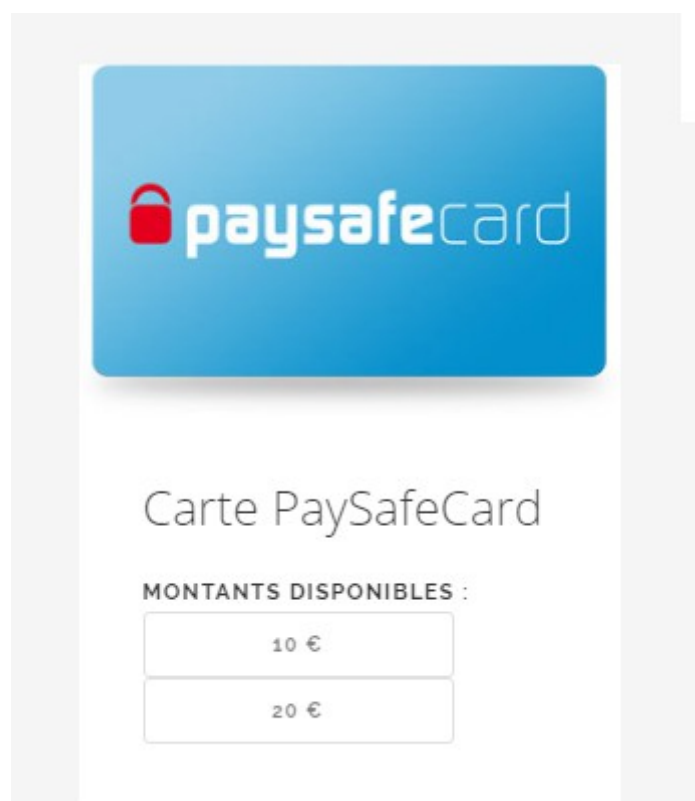 paysafecard
Carte PaySafeCard
MONTANTS DISPONIBLES :
10 €
20 €